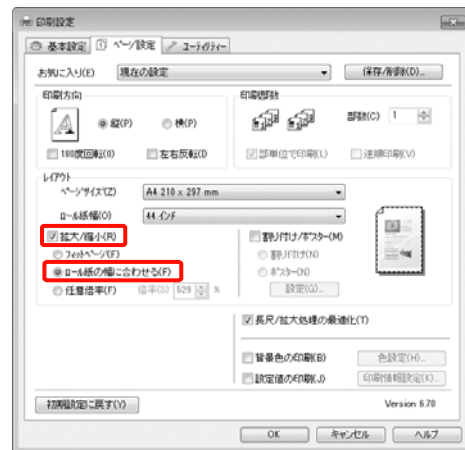 印刷設定
基本設定 ページ設定 ユーティリティー
お気に入り(E) 現在の設定 保存/削除(D)...
印刷方向 印刷部数
縦(P) 横(P) 部数(C) 1
180度回転(0) 左右反転(I) 部単位で印刷(L) 逆順印刷(V)
レイアウト
ページサイズ(Z) A4 210 x 297 mm
ロール紙幅(O) 44 インチ
拡大/縮小(R) 割り付け/ポスター(M)
フィットページ(F) 割り付け(N)
ロール紙の幅に合わせる(F) ポスター(N)
任意倍率(F) 倍率(S) 529 % 設定(G)...
長尺/拡大処理の最適化(T)
背景色の印刷(B) 色設定(H)...
設定値の印刷(J) 印刷情報設定(K)...
初期設定に戻す(Y) Version 6.70
OK キャンセル ヘルプ